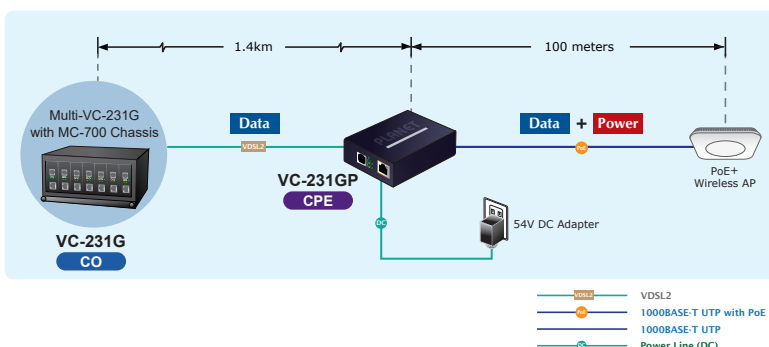 1.4km
100 meters
Multi-VC-231G
with MC-700 Chassis
Data
VDSL2
PLANET
Data + Power
PoE
PoE+
Wireless AP
VC-231GP
CPE
DC
54V DC Adapter
VC-231G
CO
VDSL2 VDSL2
PoE 1000BASE-T UTP with PoE
1000BASE-T UTP
DC Power Line (DC)